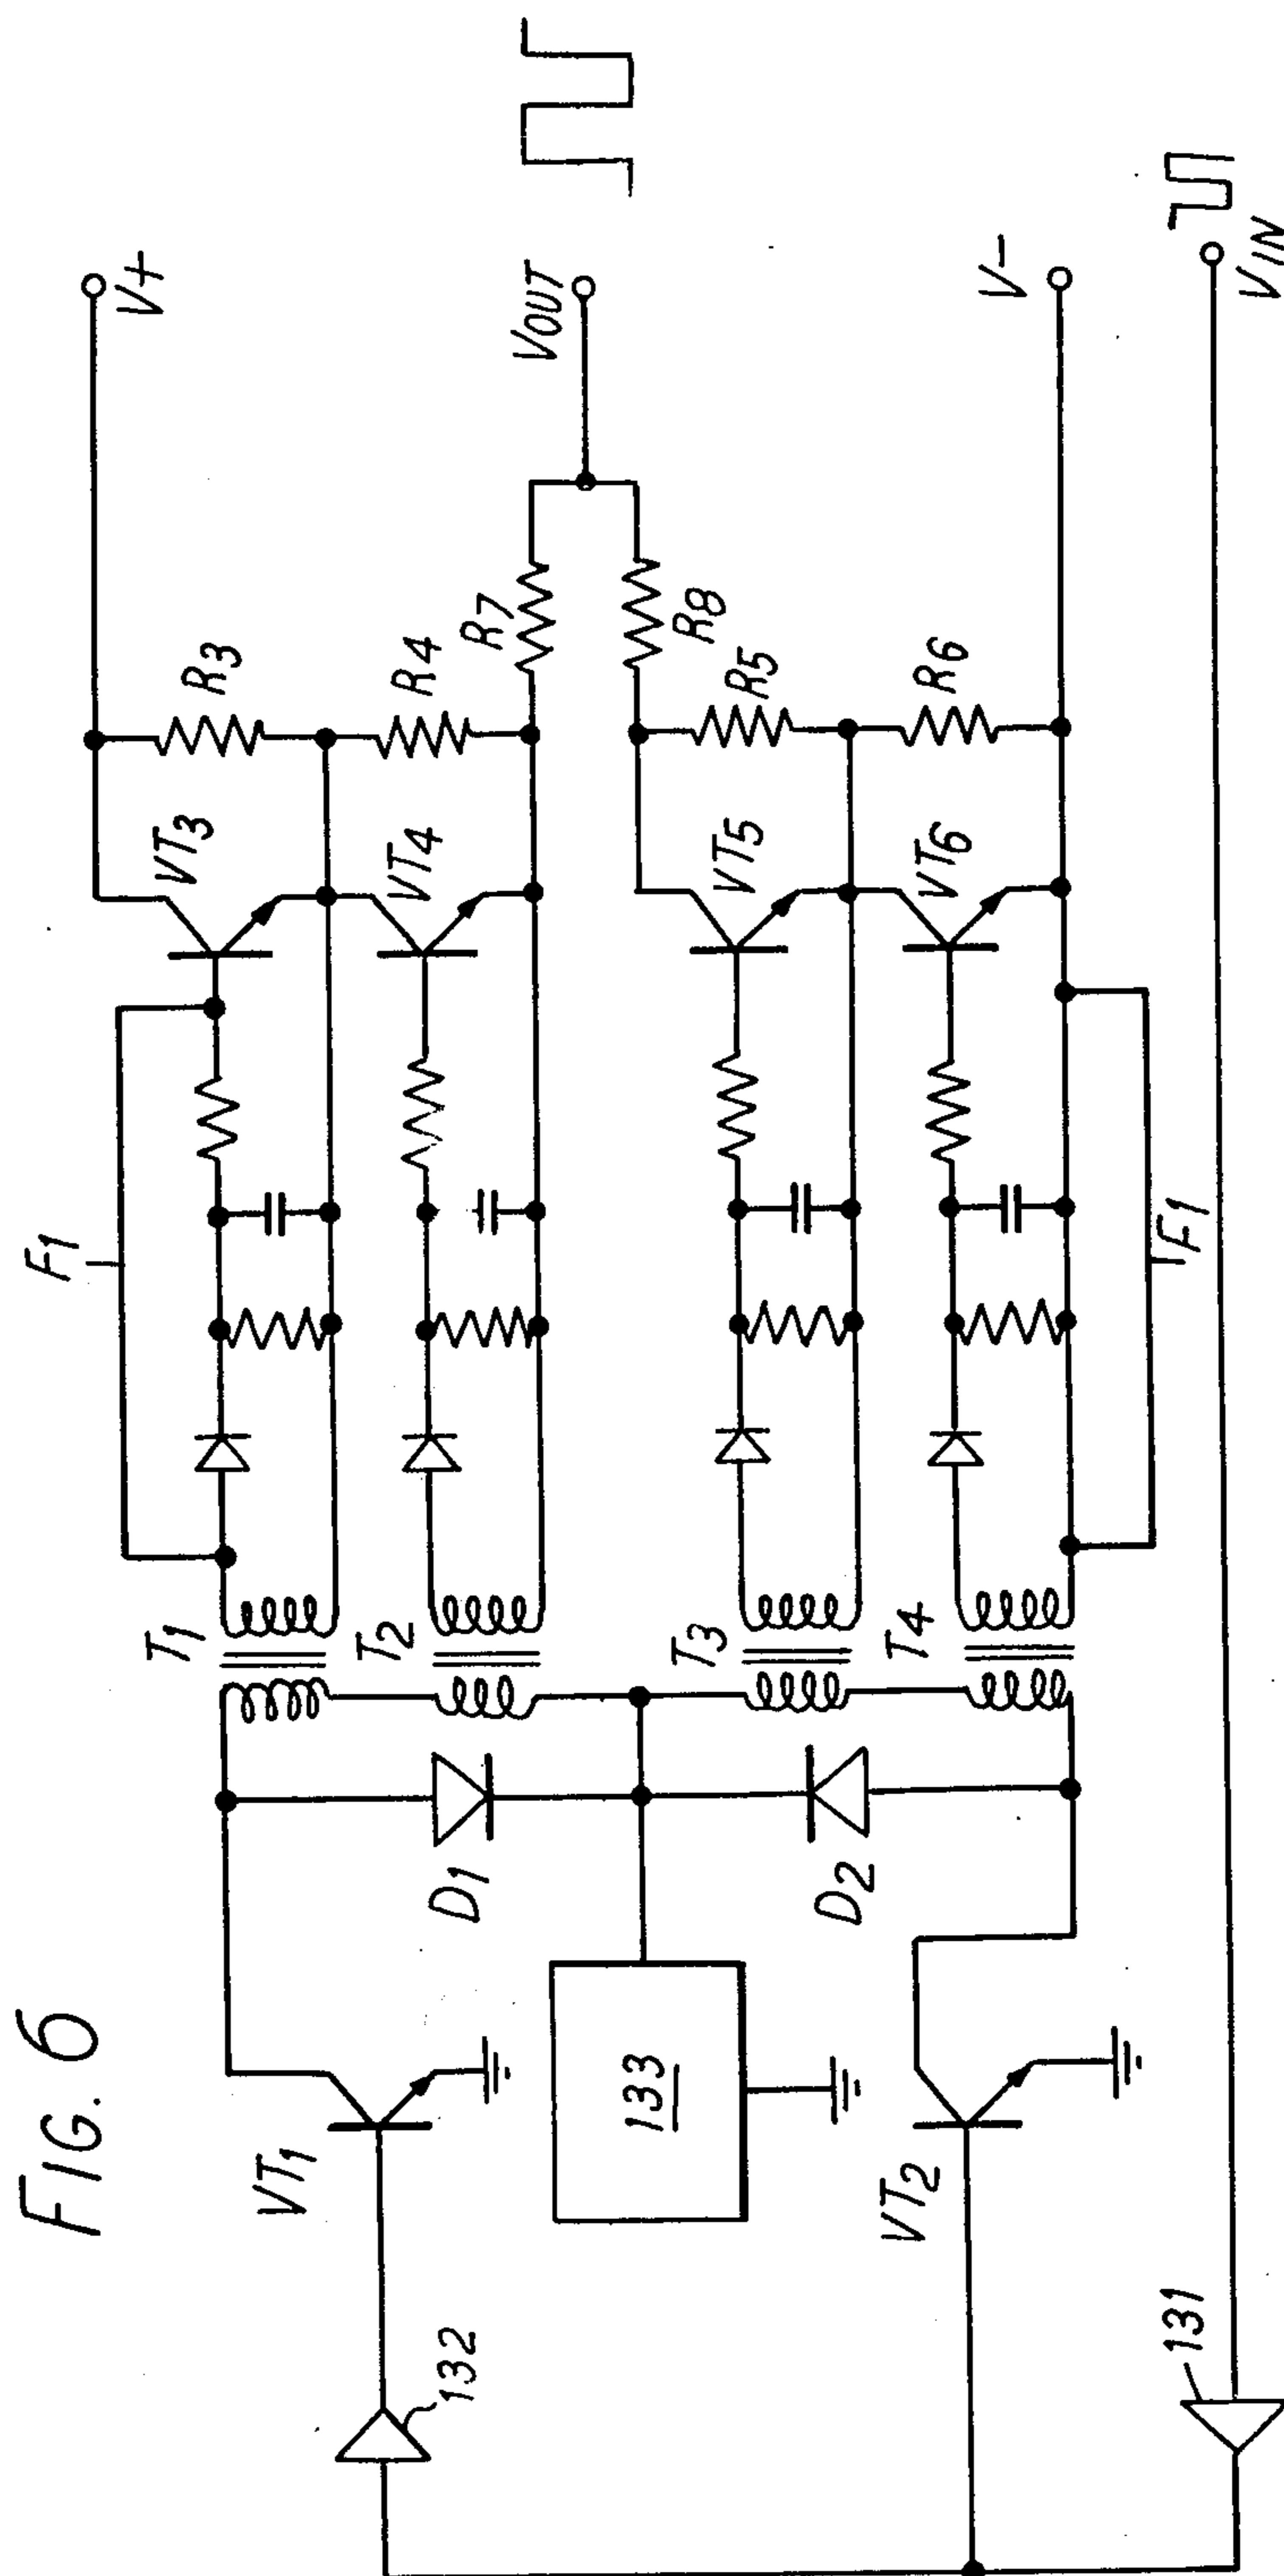 FIG. 6
V+
VT3
R3
F1
T1
VT4
R4
T2
R7
VOUT
R8
VT1
D1
132
133
T3
VT5
R5
D2
T4
VT6
R6
V-
VT2
F1
131
VIN